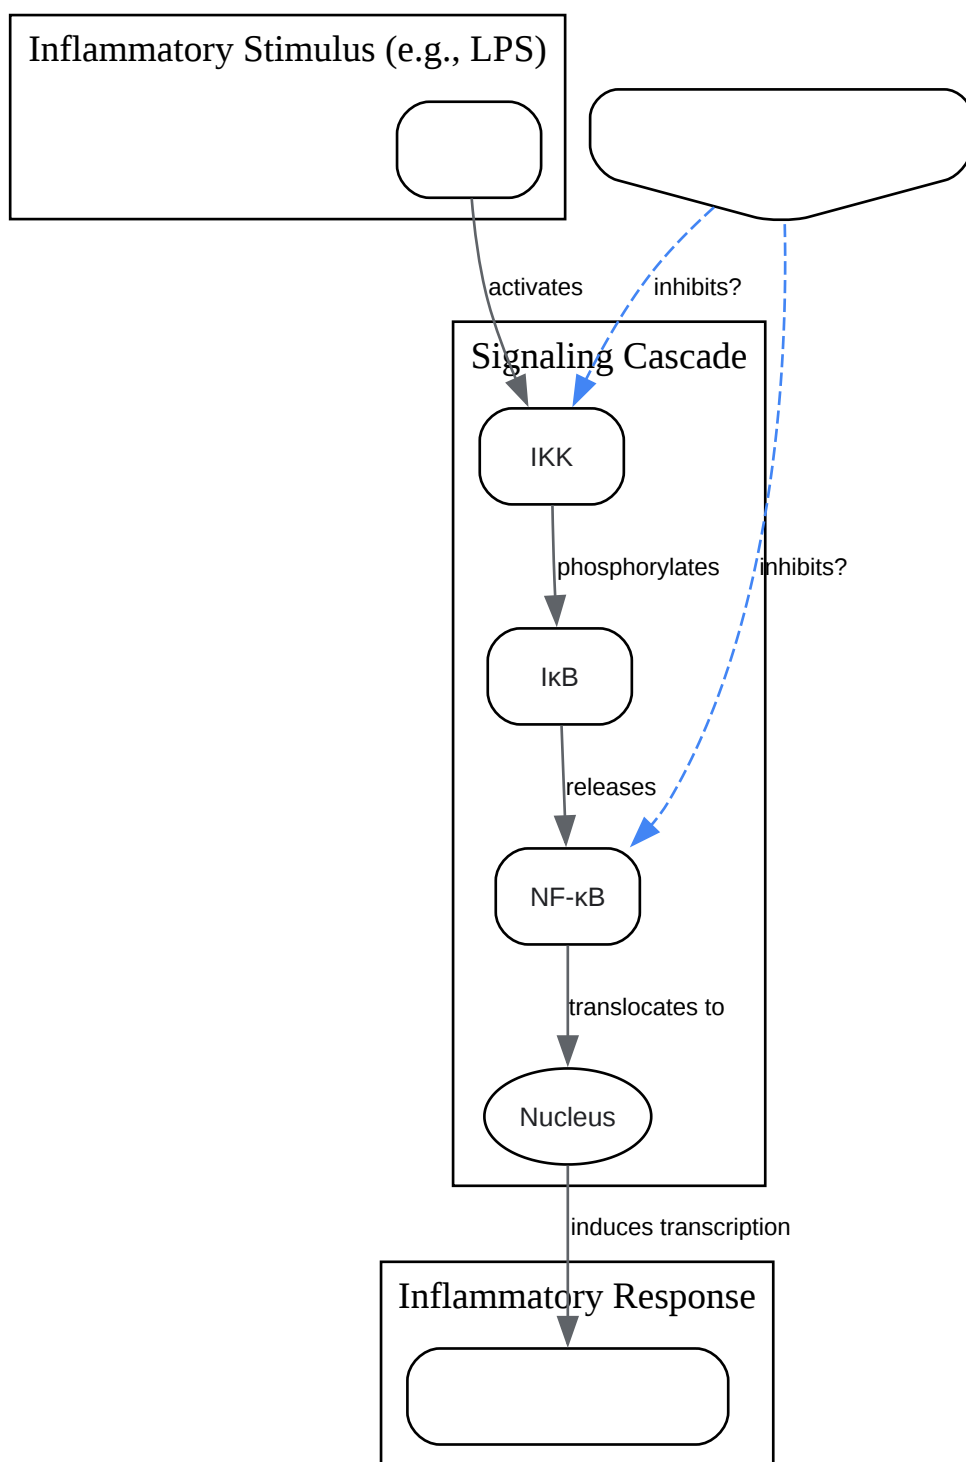 Inflammatory Stimulus (e.g., LPS)
activates
inhibits?
Signaling Cascade
IKK
phosphorylates
inhibits?
IκB
releases
NF-κB
translocates to
Nucleus
induces transcription
Inflammatory Response